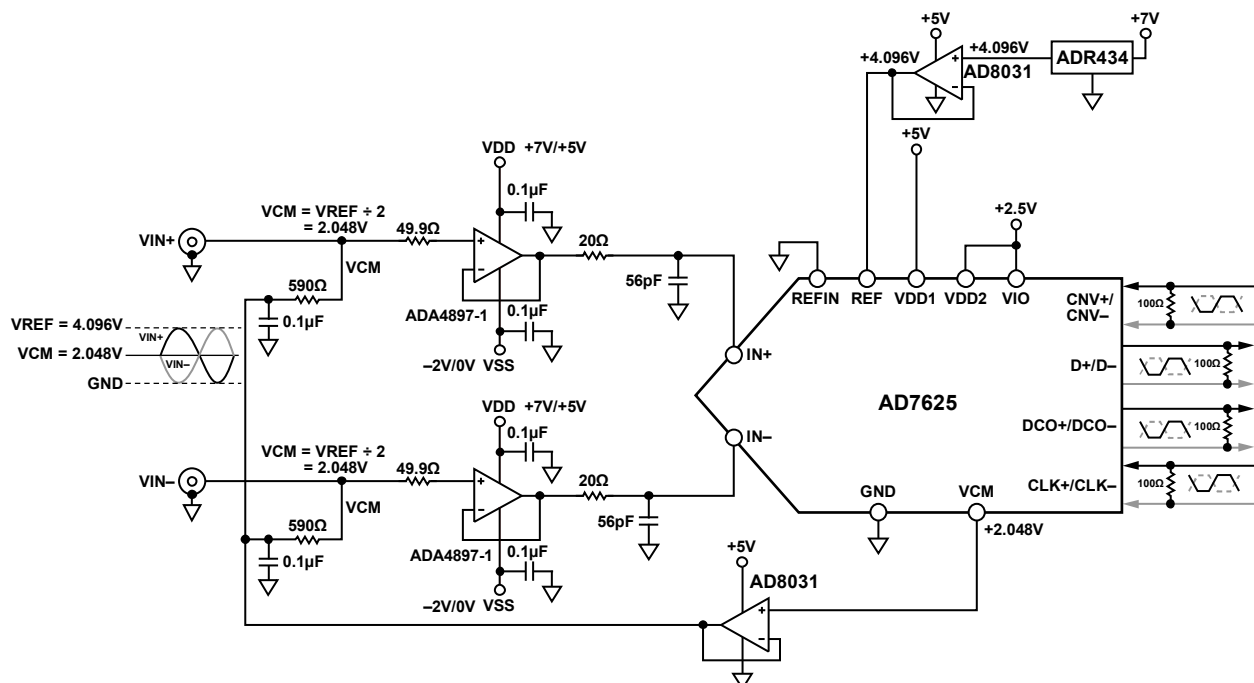 +7V
+5V
+4.096V
+4.096V
ADR434
AD8031
+5V
VDD +7V/+5V
0.1µF
VCM = VREF ÷ 2
= 2.048V
49.9Ω
20Ω
VIN+
+2.5V
VCM
56pF
590Ω
0.1µF
ADA4897-1
0.1µF
–2V/0V VSS
REFIN REF VDD1 VDD2 VIO
CNV+/
CNV–
100Ω
VREF = 4.096V
VIN+
VCM = 2.048V
VIN–
GND
IN+
D+/D–
100Ω
AD7625
VDD +7V/+5V
0.1µF
DCO+/DCO–
100Ω
IN–
VCM = VREF ÷ 2
= 2.048V
49.9Ω
20Ω
VIN–
CLK+/CLK–
100Ω
GND VCM
VCM
56pF
590Ω
+2.048V
0.1µF
ADA4897-1
0.1µF
–2V/0V VSS
+5V
AD8031